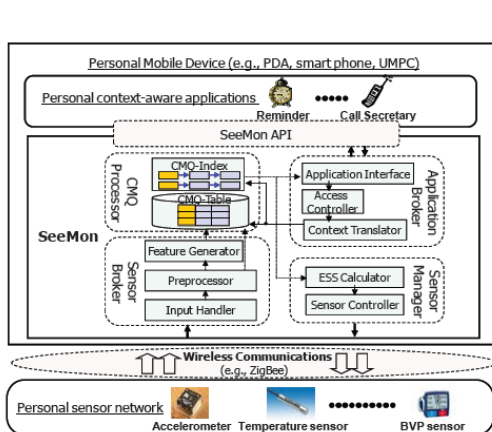 Personal Mobile Device (e.g., PDA, smart phone, UMPC)
Personal context-aware applications
Reminder
Call Secretary
SeeMon API
SeeMon
CMQ
Processor
CMQ-Index
CMQ-Table
Application Interface
Access
Controller
Context Translator
Application
Broker
Sensor
Broker
Feature Generator
Preprocessor
Input Handler
ESS Calculator
Sensor Controller
Sensor
Manager
Wireless Communications
(e.g., ZigBee)
Personal sensor network
Accelerometer
Temperature sensor
BVP sensor